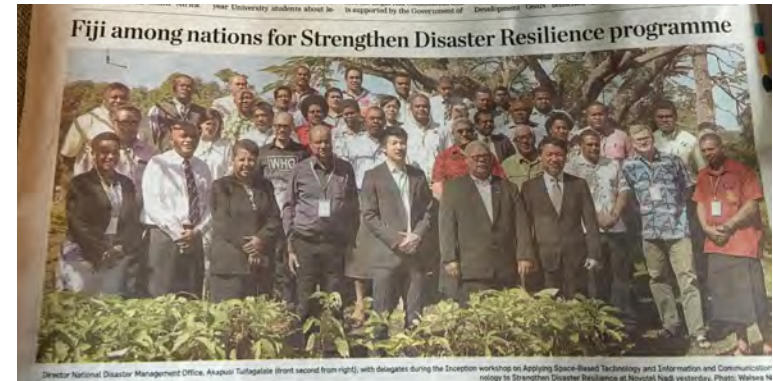 year University students about
is supported by the Government of
Development
Fiji among nations for Strengthen Disaster Resilience programme
WHO
Director National Disaster Management Office, Akapusi Tuifagalele (front second from right), with delegates during the Inception workshop on Applying Space-Based Technology and Information and Communication
nology to Strengthen Disaster Resilience at Novotel Nadi yesterday. Photo: